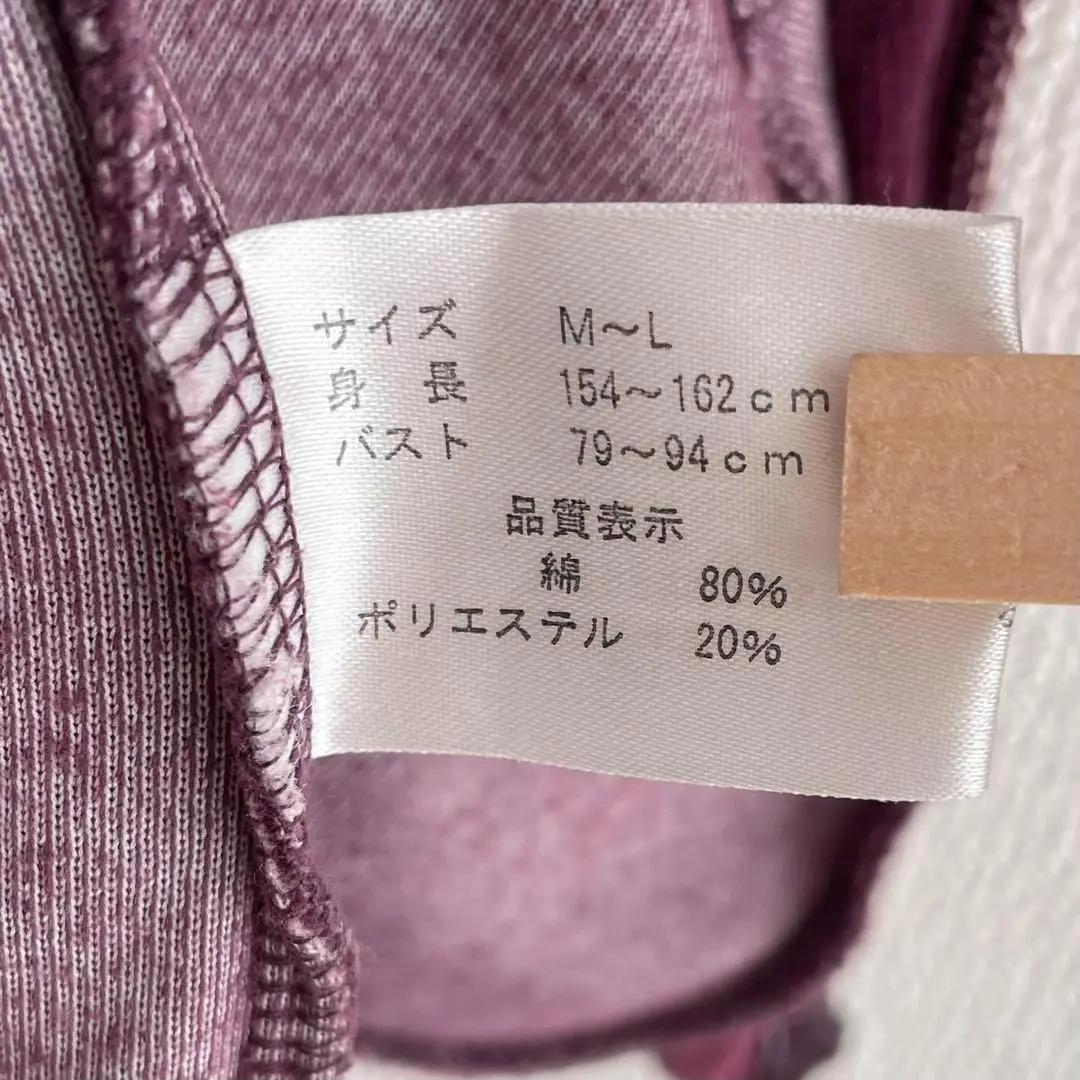 サイズ M～L
身長 154～162cm
バスト 79～94cm
品質表示
綿 80%
ポリエステル 20%